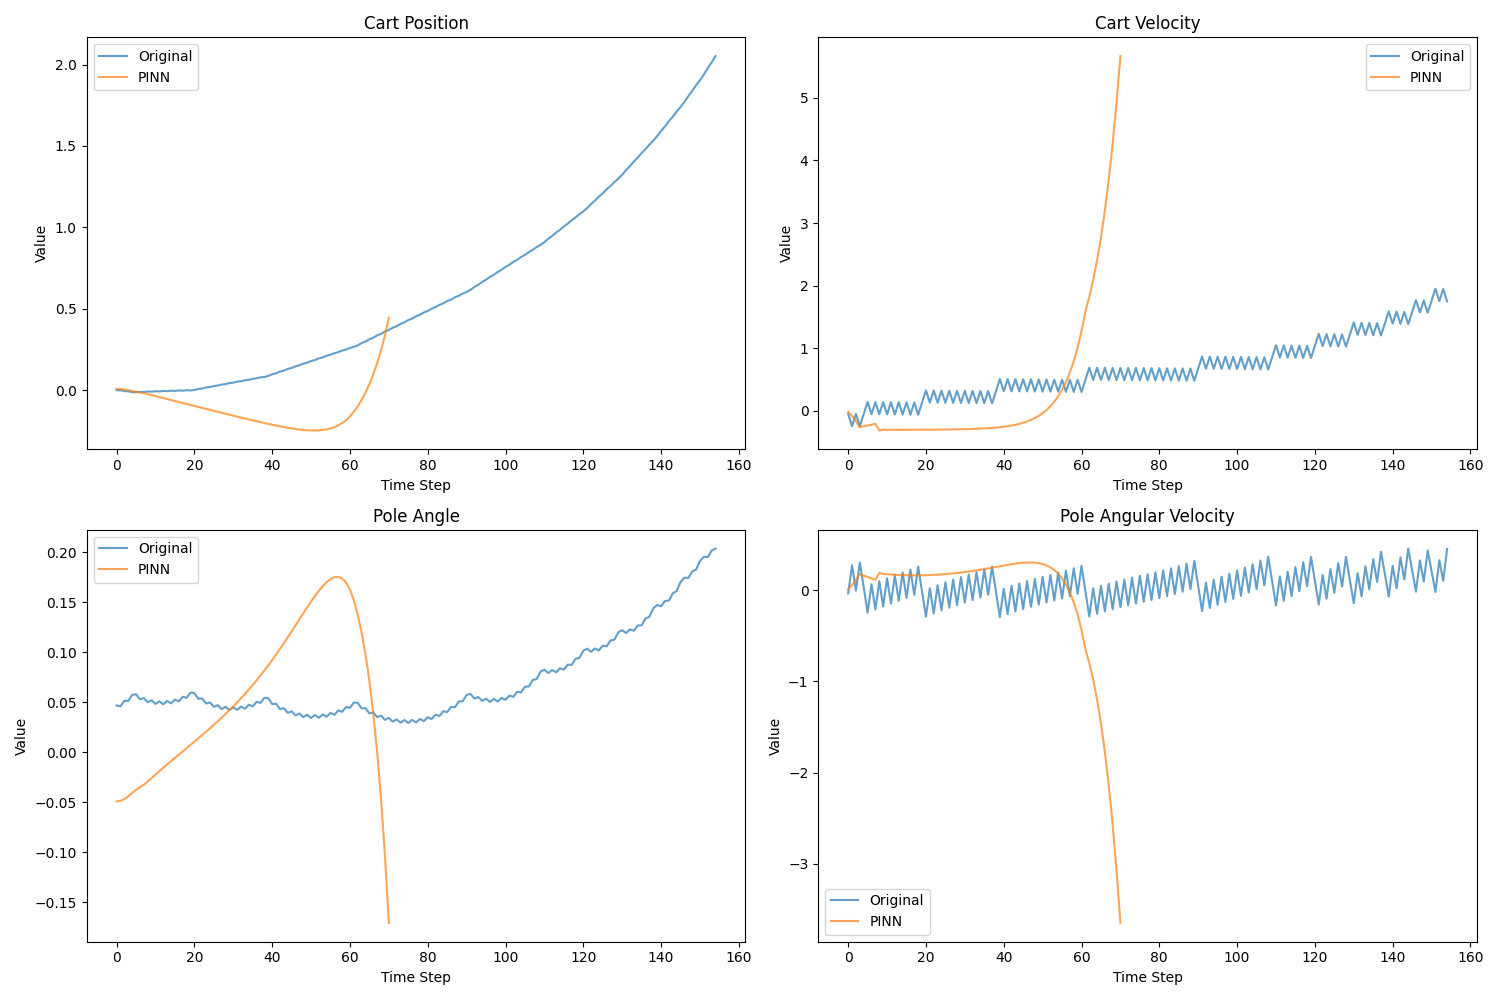 Cart Position
Original
PINN
2.0
1.5
1.0
0.5
0.0
Value
0 20 40 60 80 100 120 140 160
Time Step
Cart Velocity
Original
PINN
5
4
3
2
1
0
Value
0 20 40 60 80 100 120 140 160
Time Step
Pole Angle
Original
PINN
0.20
0.15
0.10
0.05
0.00
−0.05
−0.10
−0.15
Value
0 20 40 60 80 100 120 140 160
Time Step
Pole Angular Velocity
0
−1
−2
−3
Value
Original
PINN
0 20 40 60 80 100 120 140 160
Time Step